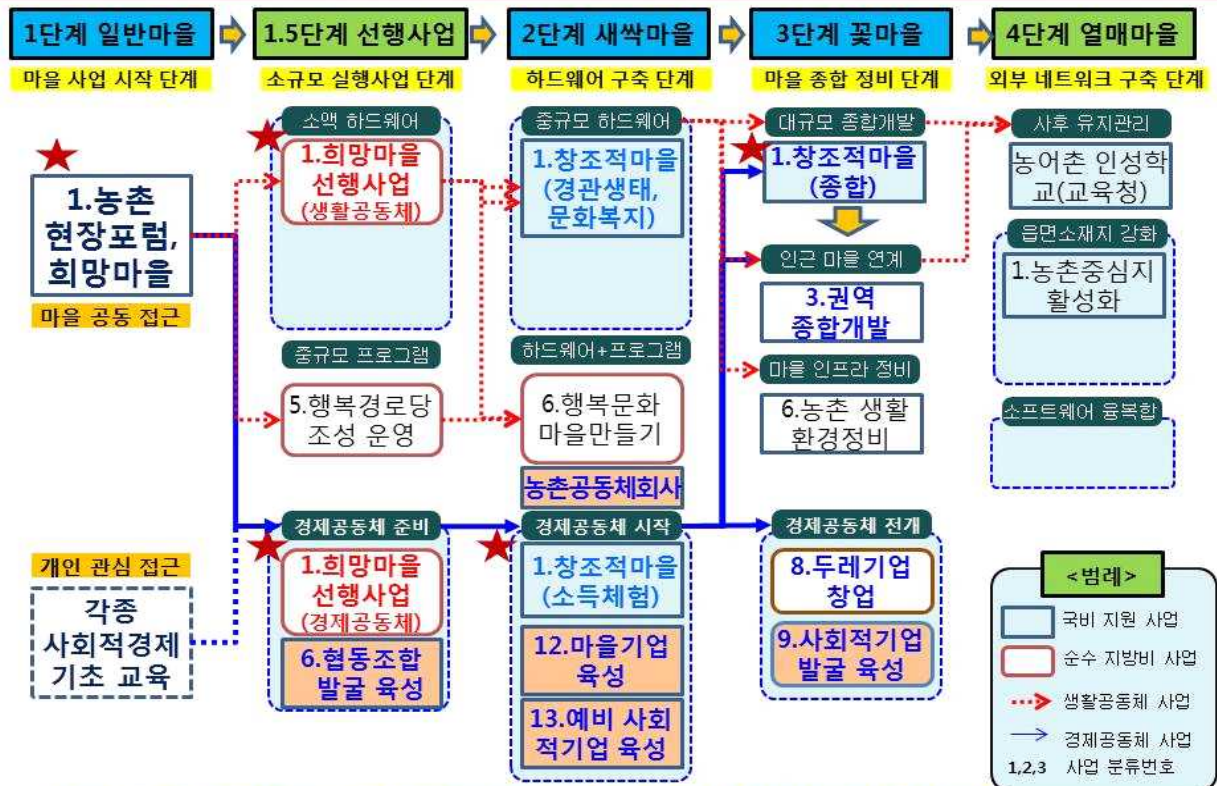 1단계 일반마을
1.5단계 선행사업
2단계 새싹마을
3단계 꽃마을
4단계 열매마을
마을 사업 시작 단계
소규모 실행사업 단계
하드웨어 구축 단계
마을 종합 정비 단계
외부 네트워크 구축 단계
1.농촌
현장포럼,
희망마을
마을 공동 접근
개인 관심 접근
각종
사회적경제
기초 교육
소액 하드웨어
1.희망마을
선행사업
(생활공동체)
중규모 프로그램
5.행복경로당
조성 운영
경제공동체 준비
1.희망마을
선행사업
(경제공동체)
6.협동조합
발굴 육성
중규모 하드웨어
1.창조적마을
(경관생태,
문화복지)
하드웨어+프로그램
6.행복문화
마을만들기
농촌공동체회사
경제공동체 시작
1.창조적마을
(소득체험)
12.마을기업
육성
13.예비 사회
적기업 육성
대규모 종합개발
1.창조적마을
(종합)
인근 마을 연계
3.권역
종합개발
마을 인프라 정비
6.농촌 생활
환경정비
경제공동체 전개
8.두레기업
창업
9.사회적기업
발굴 육성
사후 유지관리
농어촌 인성학
교(교육청)
읍면소재지 강화
1.농촌중심지
활성화
소프트웨어 융복합
<범례>
국비 지원 사업
순수 지방비 사업
생활공동체 사업
경제공동체 사업
1,2,3 사업 분류번호